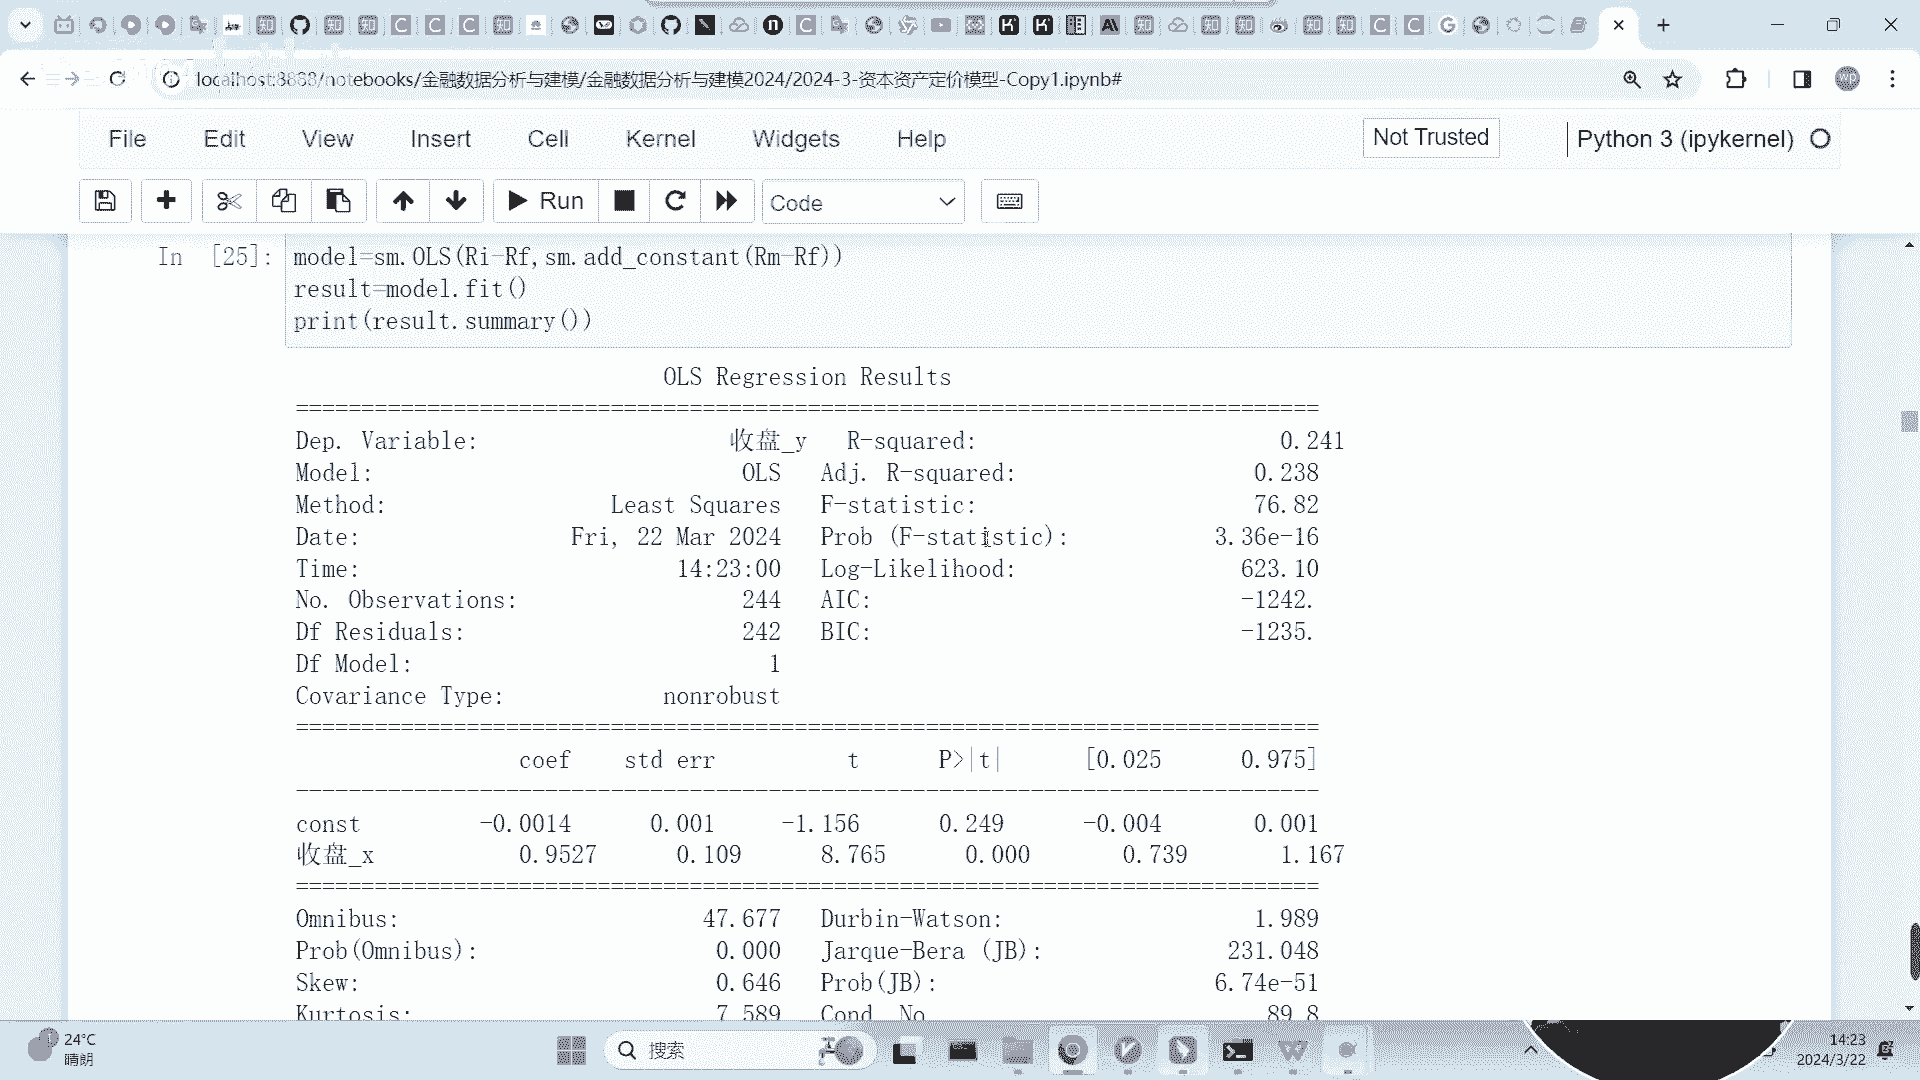 localhost:8888/notebooks/金融数据分析与建模/金融数据分析与建模2024/2024-3-资本资产定价模型-Copy1.ipynb#
wp
File Edit View Insert Cell Kernel Widgets Help Not Trusted Python 3 (ipykernel)
Run Code
In [25]: model=sm.OLS(Ri-Rf,sm.add_constant(Rm-Rf))
result=model.fit()
print(result.summary())
OLS Regression Results
==============================================================================
Dep. Variable: 收盘_y R-squared: 0.241
Model: OLS Adj. R-squared: 0.238
Method: Least Squares F-statistic: 76.82
Date: Fri, 22 Mar 2024 Prob (F-statistic): 3.36e-16
Time: 14:23:00 Log-Likelihood: 623.10
No. Observations: 244 AIC: -1242.
Df Residuals: 242 BIC: -1235.
Df Model: 1
Covariance Type: nonrobust
==============================================================================
coef std err t P>|t| [0.025 0.975]
------------------------------------------------------------------------------
const -0.0014 0.001 -1.156 0.249 -0.004 0.001
收盘_x 0.9527 0.109 8.765 0.000 0.739 1.167
==============================================================================
Omnibus: 47.677 Durbin-Watson: 1.989
Prob(Omnibus): 0.000 Jarque-Bera (JB): 231.048
Skew: 0.646 Prob(JB): 6.74e-51
Kurtosis: 7.589 Cond. No. 89.8
24°C
晴朗
搜索
14:23
2024/3/22